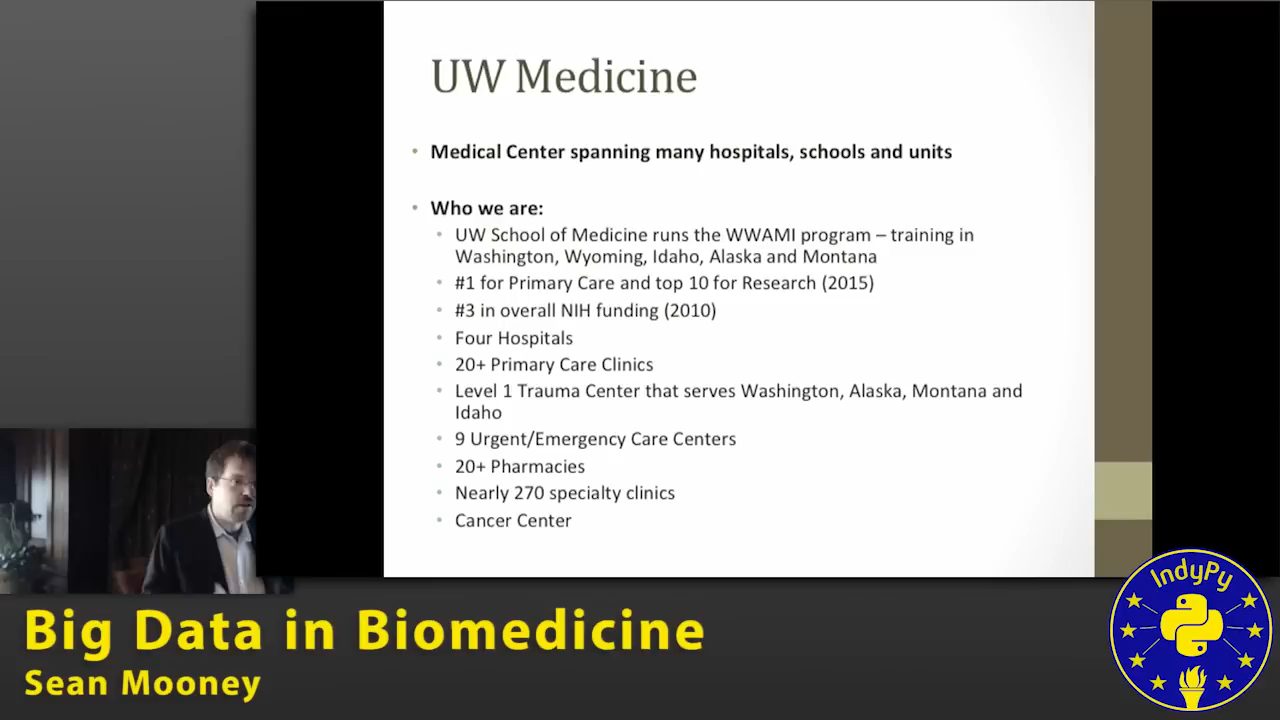 UW Medicine
• Medical Center spanning many hospitals, schools and units
• Who we are:
• UW School of Medicine runs the WWAMI program – training in
Washington, Wyoming, Idaho, Alaska and Montana
• #1 for Primary Care and top 10 for Research (2015)
• #3 in overall NIH funding (2010)
• Four Hospitals
• 20+ Primary Care Clinics
• Level 1 Trauma Center that serves Washington, Alaska, Montana and
Idaho
• 9 Urgent/Emergency Care Centers
• 20+ Pharmacies
• Nearly 270 specialty clinics
• Cancer Center
Big Data in Biomedicine
Sean Mooney
IndyPy